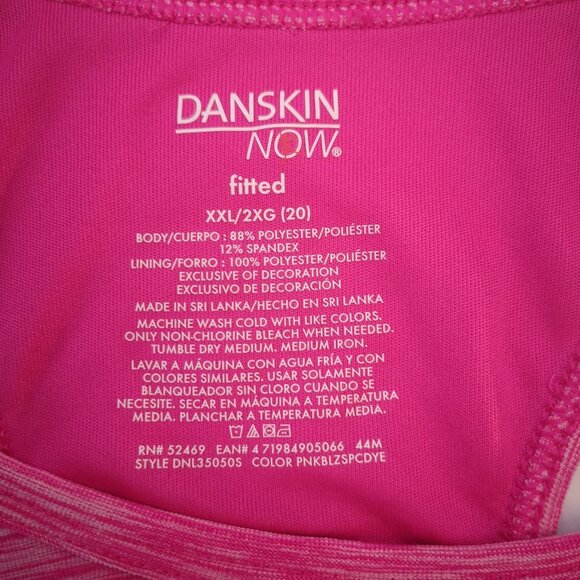 DANSKIN
NOW®
fitted
XXL/2XG (20)
BODY/CUERPO : 88% POLYESTER/POLIÉSTER
12% SPANDEX
LINING/FORRO : 100% POLYESTER/POLIÉSTER
EXCLUSIVE OF DECORATION
EXCLUSIVO DE DECORACIÓN
MADE IN SRI LANKA/HECHO EN SRI LANKA
MACHINE WASH COLD WITH LIKE COLORS.
ONLY NON-CHLORINE BLEACH WHEN NEEDED.
TUMBLE DRY MEDIUM. MEDIUM IRON.
LAVAR A MÁQUINA CON AGUA FRÍA Y CON
COLORES SIMILARES. USAR SOLAMENTE
BLANQUEADOR SIN CLORO CUANDO SE
NECESITE. SECAR EN MÁQUINA A TEMPERATURA
MEDIA. PLANCHAR A TEMPERATURA MEDIA.
RN# 52469 EAN# 4 71984905066 44M
STYLE DNL35050S COLOR PNKBLZSPCDYE